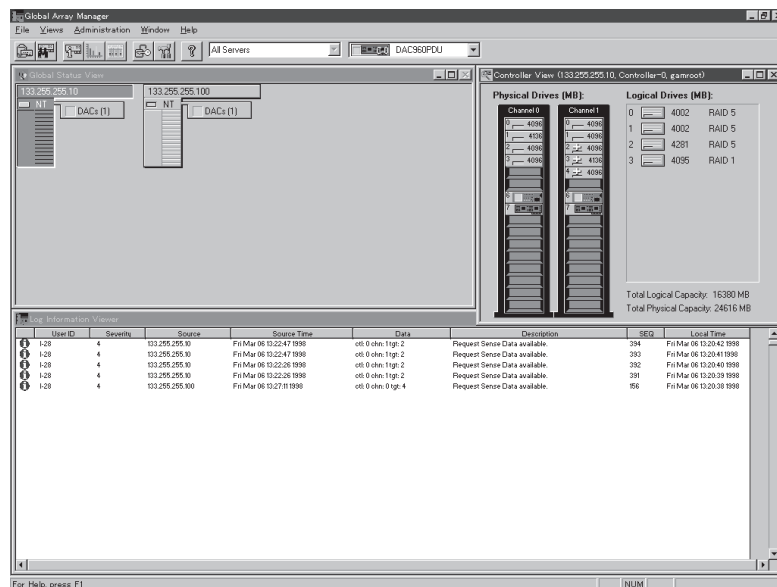 Global Array Manager
File Views Administration Window Help
All Servers DAC960PDU
Global Status View
133.255.255.10 133.255.255.100
NT DACs (1) NT DACs (1)
Controller View (133.255.255.10, Controller-0, gamroot)
Physical Drives (MB): Logical Drives (MB):
Channel 0 Channel 1
0 4096 0 4096 0 4002 RAID 5
1 4136 1 4096 1 4002 RAID 5
2 4096 2 4096 2 4281 RAID 5
3 4096 3 4136 3 4095 RAID 1
4 4096
6 6
7 7
Total Logical Capacity: 16380 MB
Total Physical Capacity: 24616 MB
Log Information Viewer
User ID Severity Source Source Time Data Description SEQ Local Time
I-28 4 133.255.255.10 Fri Mar 06 13:22:47 1998 ctl: 0 chn: 1 tgt: 2 Request Sense Data available. 394 Fri Mar 06 13:20:42 1998
I-28 4 133.255.255.10 Fri Mar 06 13:22:47 1998 ctl: 0 chn: 1 tgt: 2 Request Sense Data available. 393 Fri Mar 06 13:20:41 1998
I-28 4 133.255.255.10 Fri Mar 06 13:22:26 1998 ctl: 0 chn: 1 tgt: 2 Request Sense Data available. 392 Fri Mar 06 13:20:40 1998
I-28 4 133.255.255.10 Fri Mar 06 13:22:26 1998 ctl: 0 chn: 1 tgt: 2 Request Sense Data available. 391 Fri Mar 06 13:20:39 1998
I-28 4 133.255.255.100 Fri Mar 06 13:27:11 1998 ctl: 0 chn: 0 tgt: 4 Request Sense Data available. 156 Fri Mar 06 13:20:38 1998
For Help, press F1 NUM